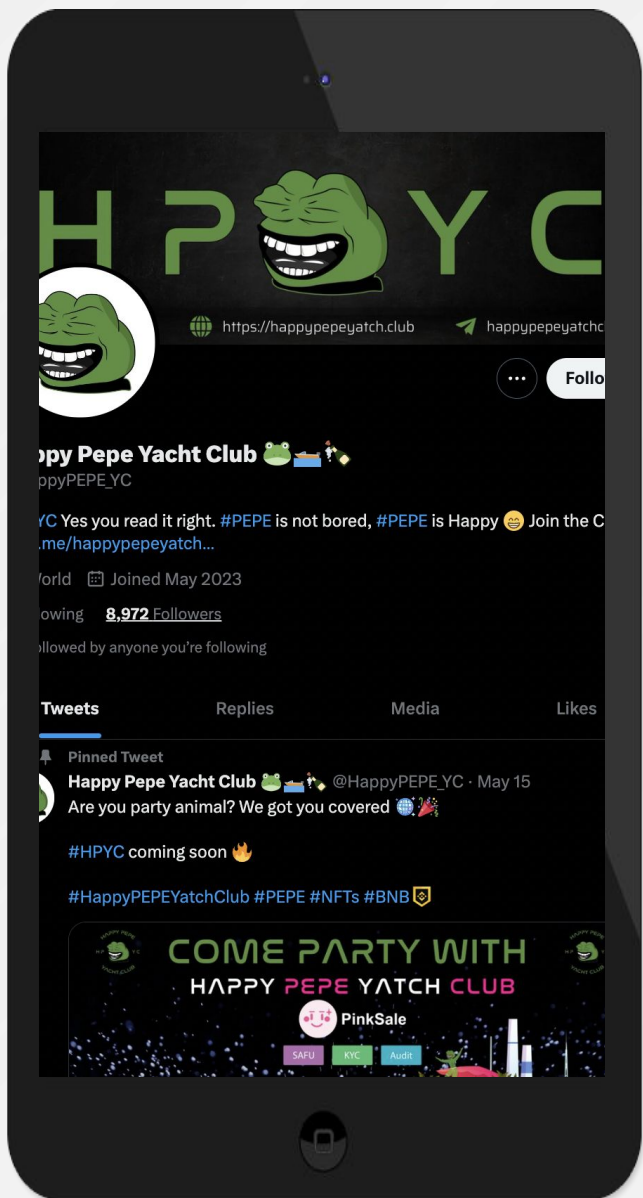 H P Y C
https://happypepeyatch.club happypepeyatchc
Follo
ppy Pepe Yacht Club 🐸🚤🍾
ppyPEPE_YC
YC Yes you read it right. #PEPE is not bored, #PEPE is Happy 😁 Join the C
.me/happypepeyatch...
World Joined May 2023
owing 8,972 Followers
ollowed by anyone you're following
Tweets Replies Media Likes
Pinned Tweet
Happy Pepe Yacht Club 🐸🚤🍾 @HappyPEPE_YC · May 15
Are you party animal? We got you covered 🪩🎉
#HPYC coming soon 🔥
#HappyPEPEYatchClub #PEPE #NFTs #BNB
COME PARTY WITH
HAPPY PEPE YATCH CLUB
PinkSale
SAFU KYC Audit